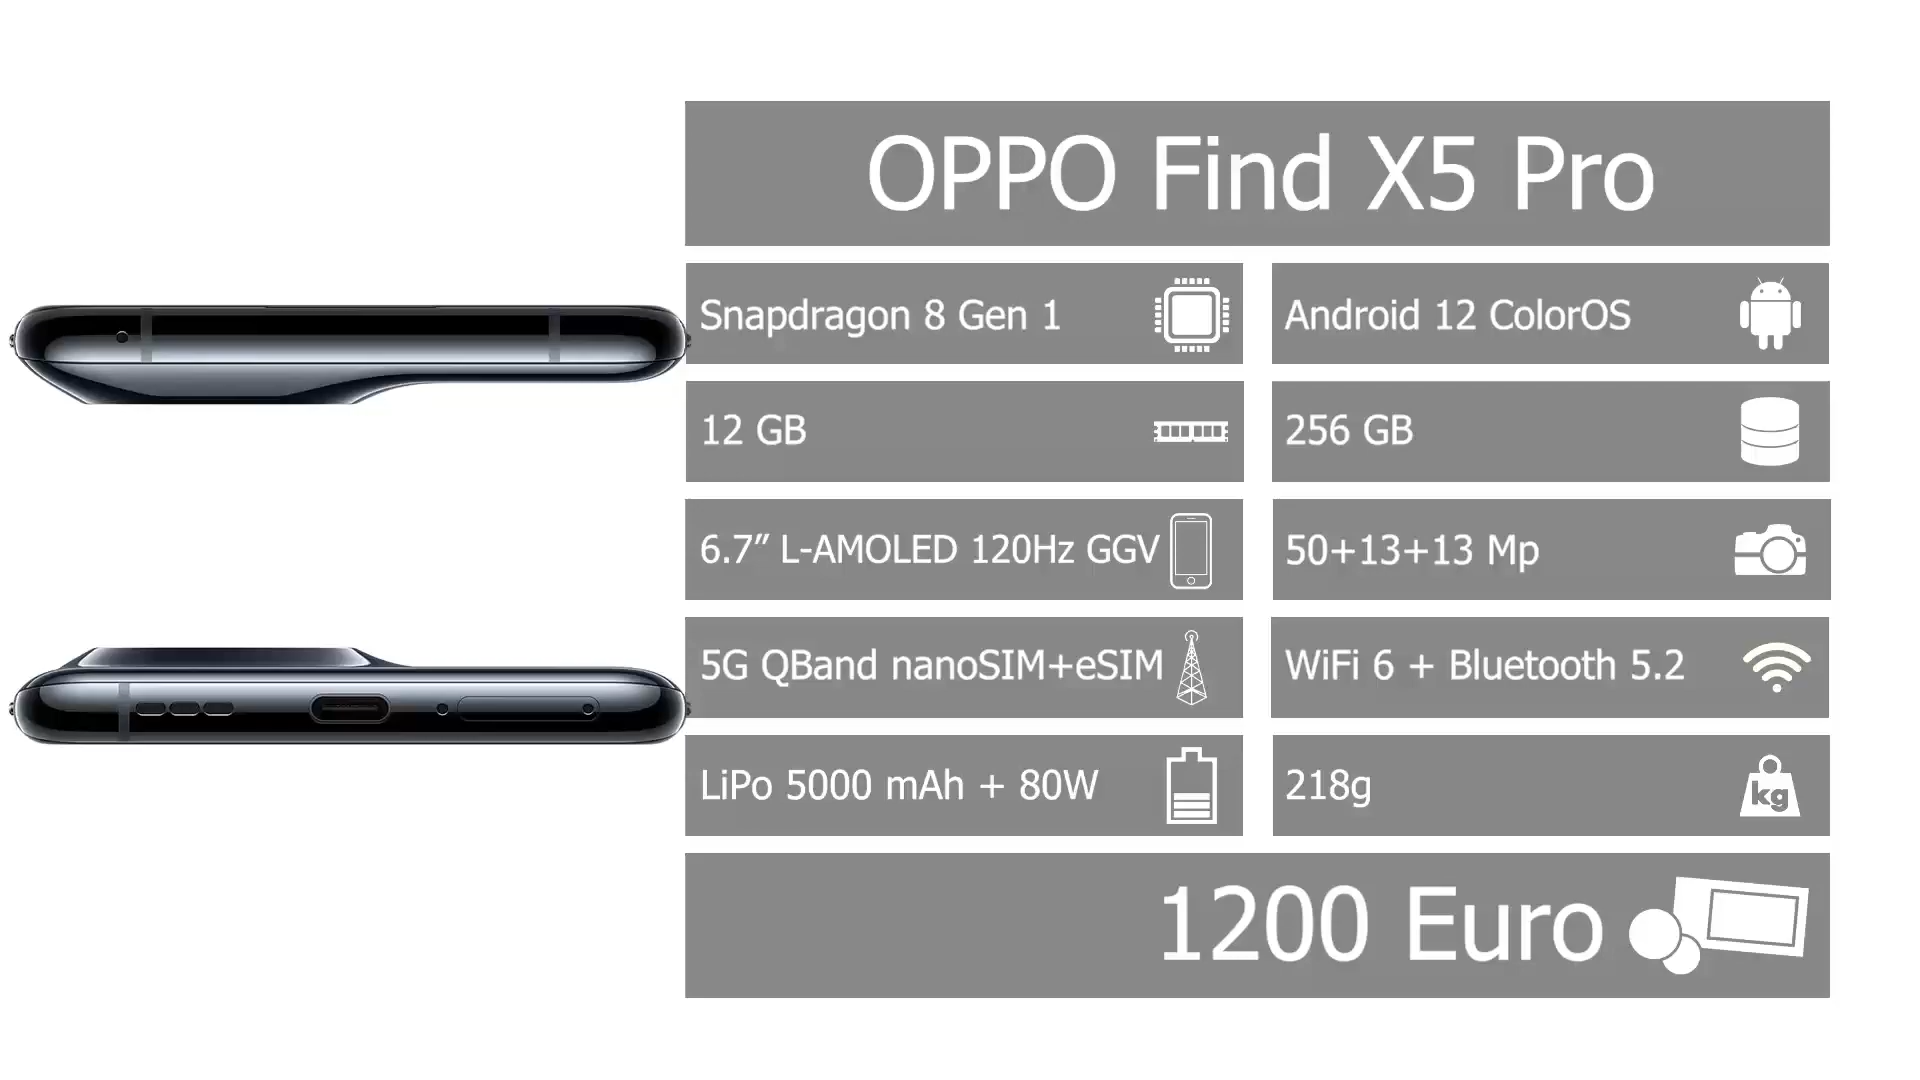 OPPO Find X5 Pro
Snapdragon 8 Gen 1
Android 12 ColorOS
12 GB
256 GB
6.7” L-AMOLED 120Hz GGV
50+13+13 Mp
5G QBand nanoSIM+eSIM
WiFi 6 + Bluetooth 5.2
LiPo 5000 mAh + 80W
218g
kg
1200 Euro